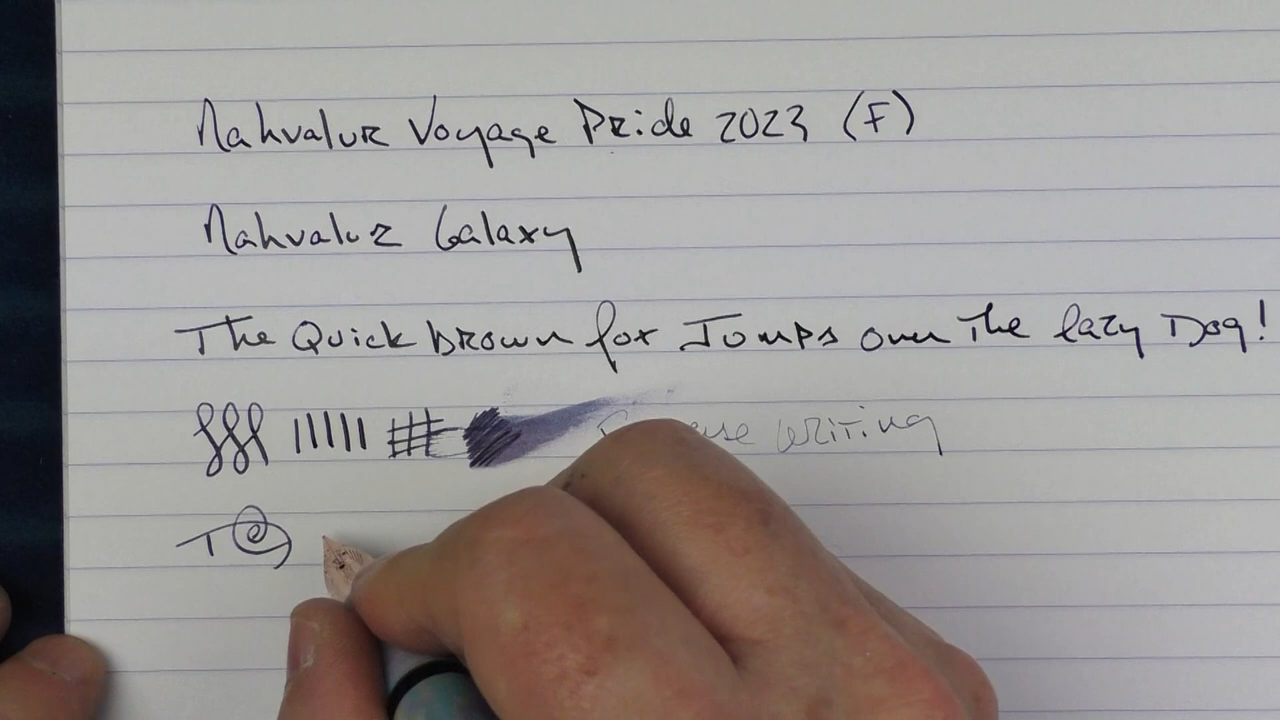 Nahvalur Voyage Pride 2023 (F)
Nahvalur Galaxy
The Quick brown fox Jumps over The lazy Dog!
Writing